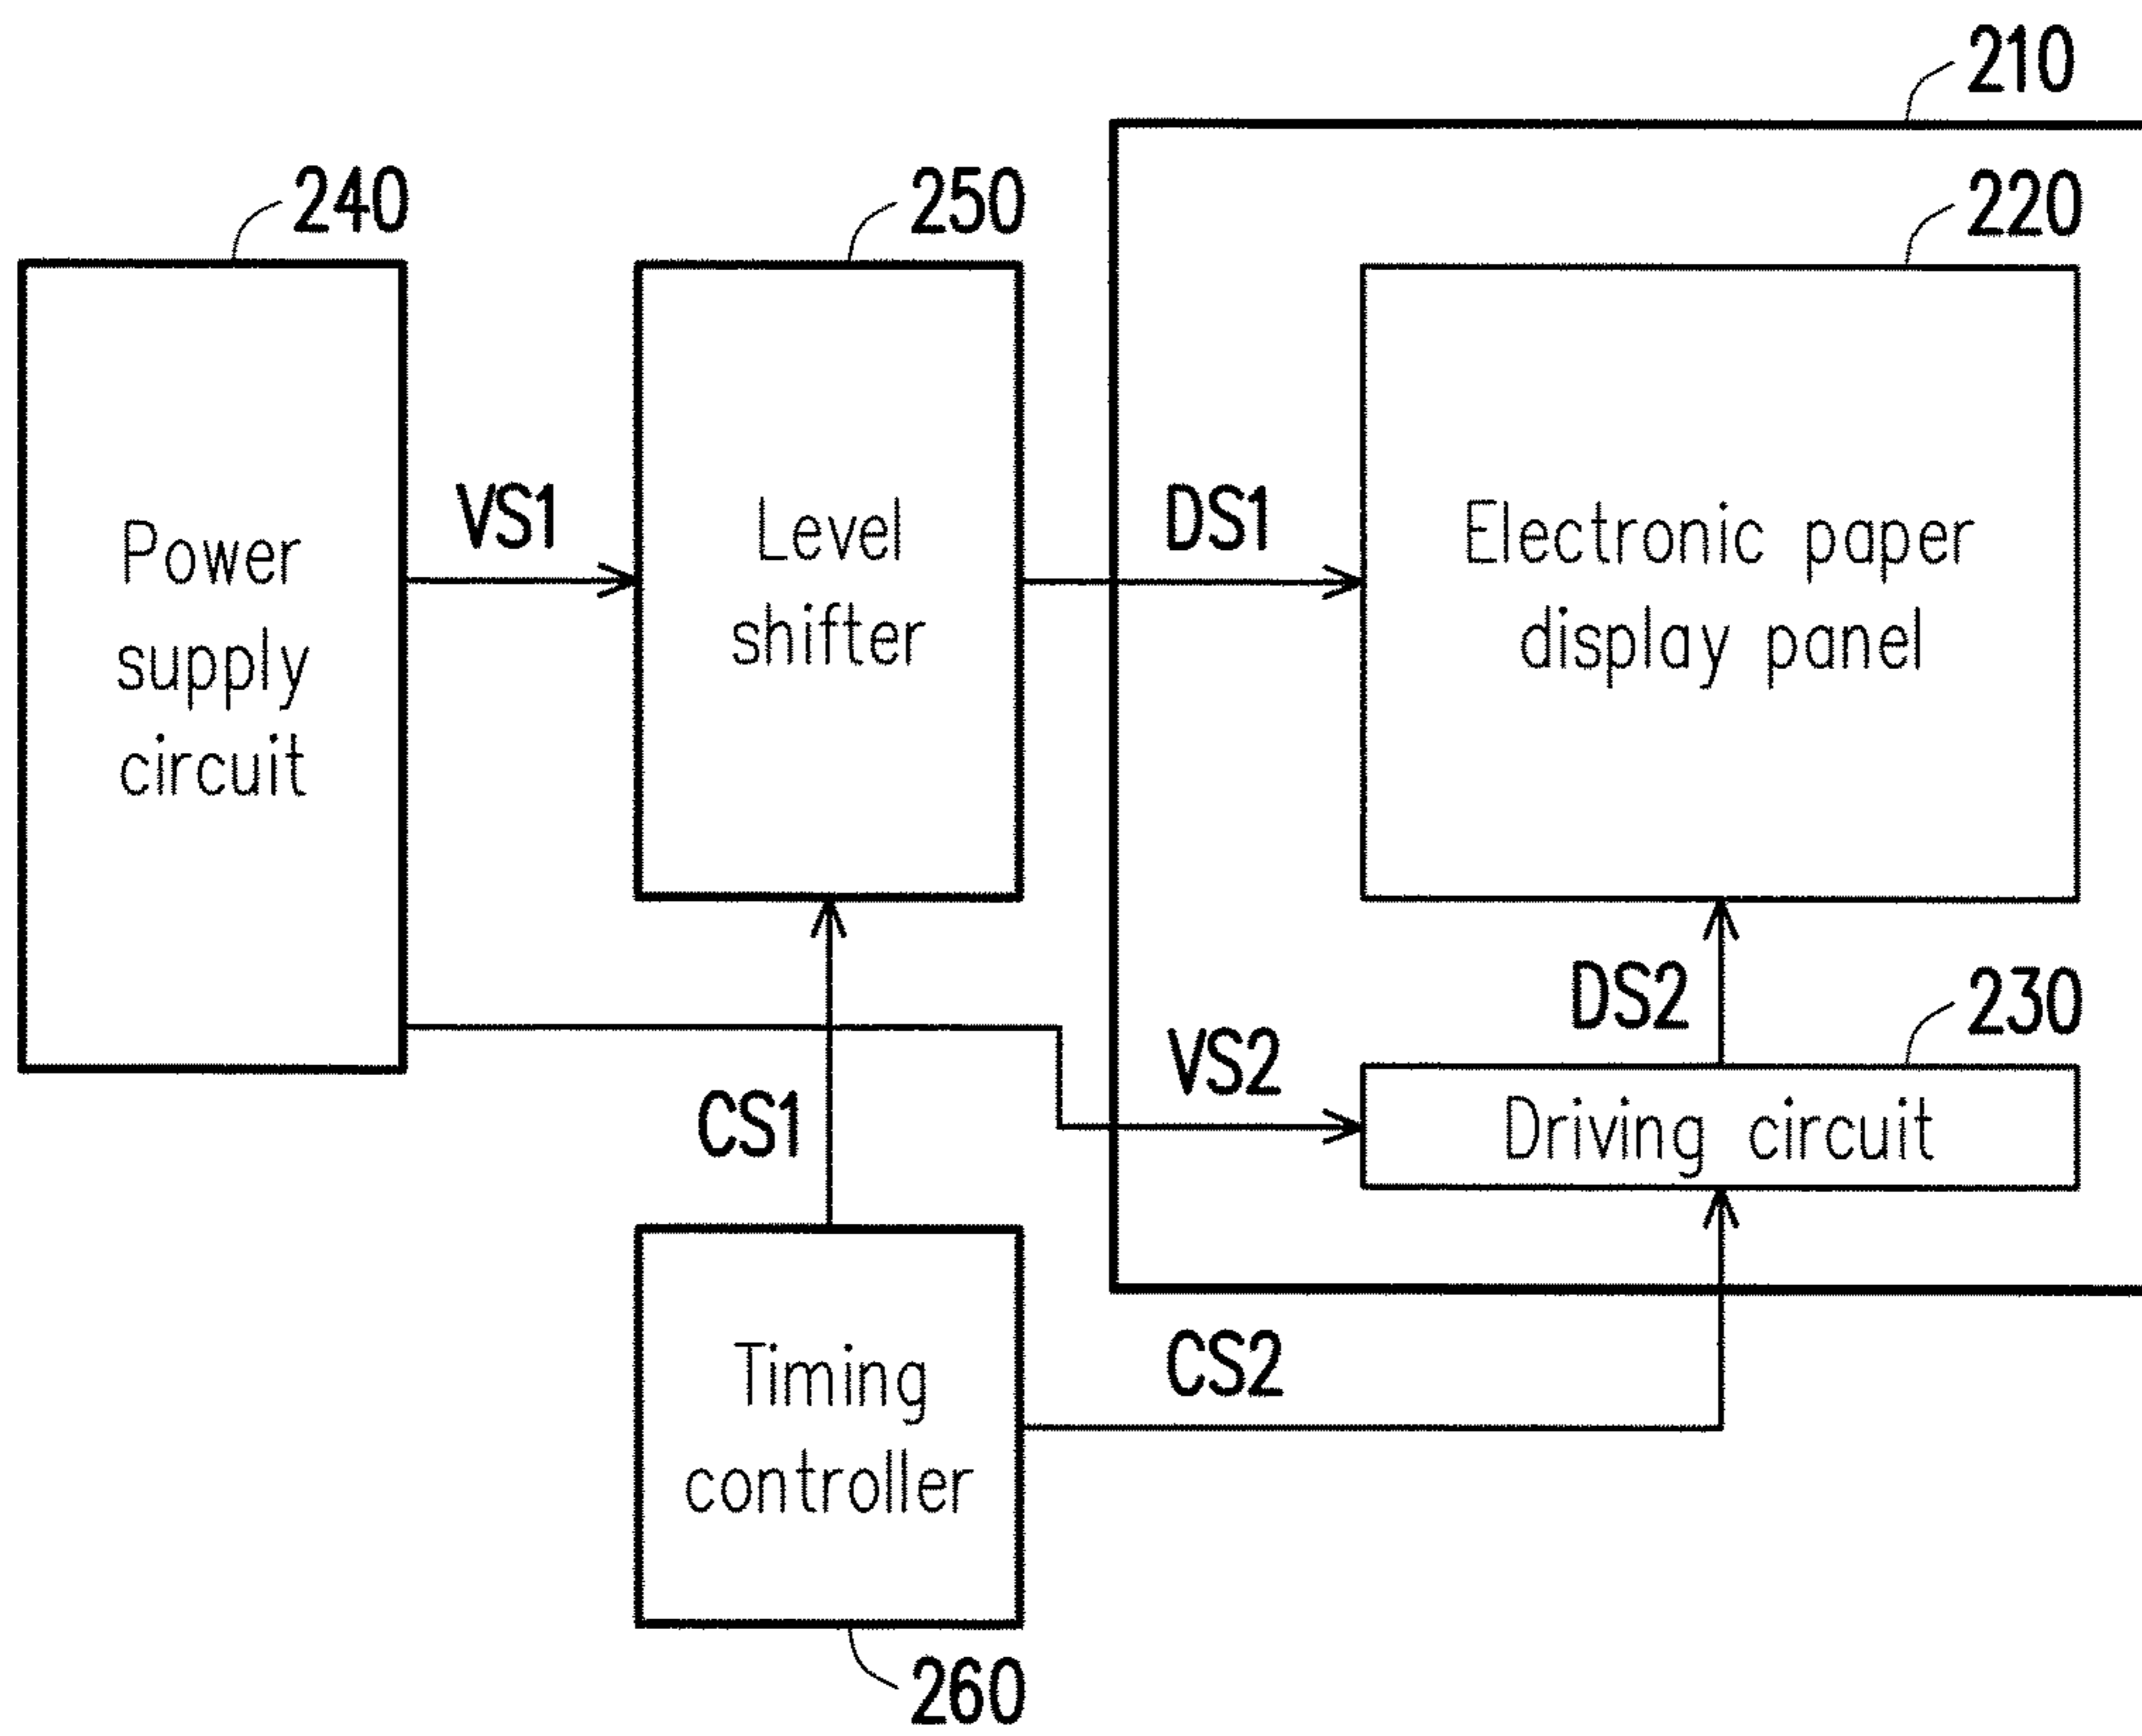 210
240
250
220
Power
supply
circuit
VS1
Level
shifter
DS1
Electronic paper
display panel
DS2
230
VS2
CS1
Driving circuit
CS2
Timing
controller
260